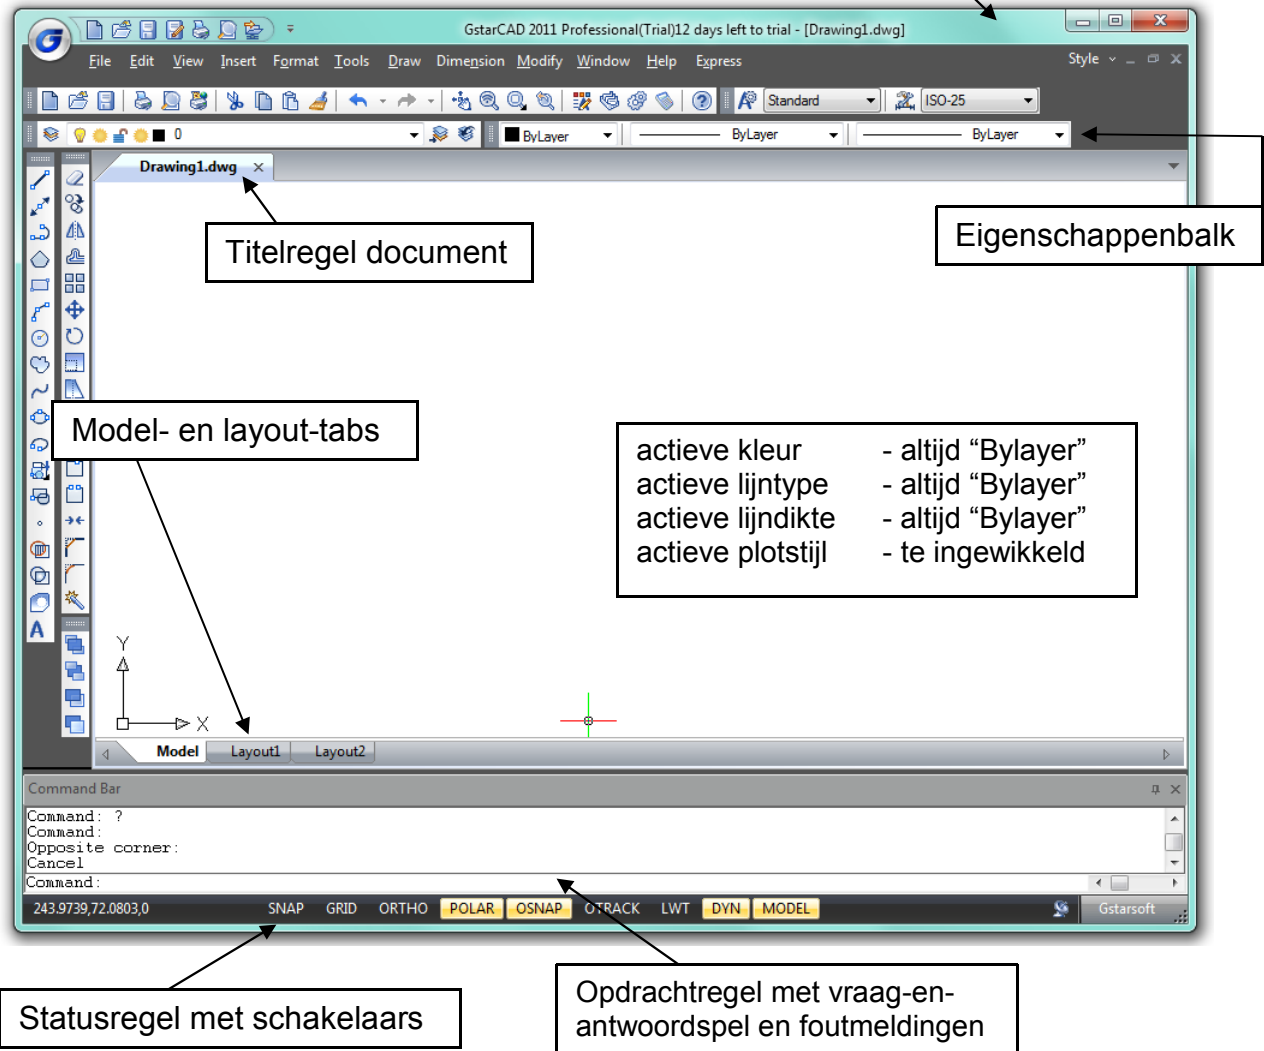 GstarCAD 2011 Professional(Trial)12 days left to trial - [Drawing1.dwg]
File Edit View Insert Format Tools Draw Dimension Modify Window Help Express Style
Standard ISO-25
0 ByLayer ByLayer ByLayer
Drawing1.dwg
Titelregel document
Eigenschappenbalk
Model- en layout-tabs
actieve kleur - altijd “Bylayer”
actieve lijntype - altijd “Bylayer”
actieve lijndikte - altijd “Bylayer”
actieve plotstijl - te ingewikkeld
Y
X
Model Layout1 Layout2
Command Bar
Command: ?
Command:
Opposite corner:
Cancel
Command:
243.9739,72.0803,0 SNAP GRID ORTHO POLAR OSNAP OTRACK LWT DYN MODEL Gstarsoft
Statusregel met schakelaars
Opdrachtregel met vraag-en-
antwoordspel en foutmeldingen